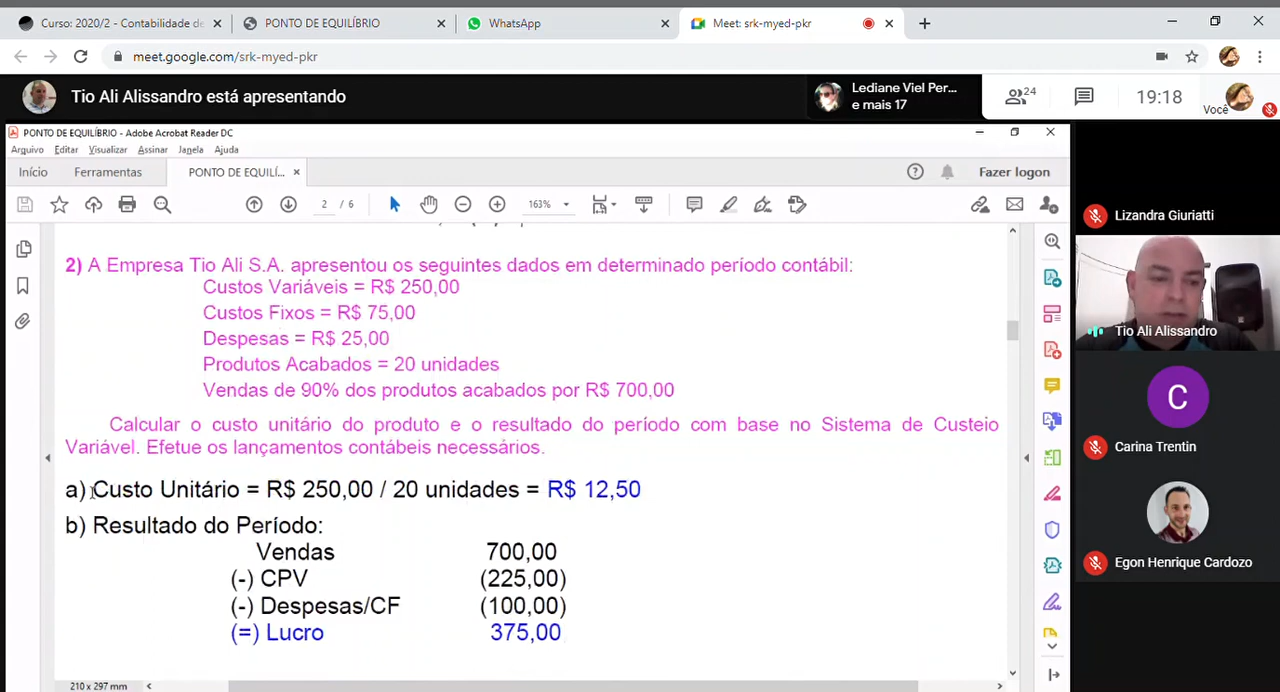 Curso: 2020/2 - Contabilidade de
PONTO DE EQUILÍBRIO
WhatsApp
Meet: srk-myed-pkr
meet.google.com/srk-myed-pkr
Tio Ali Alissandro está apresentando
Lediane Viel Per...
e mais 17
24
19:18
Você
PONTO DE EQUILÍBRIO - Adobe Acrobat Reader DC
Arquivo Editar Visualizar Assinar Janela Ajuda
Início Ferramentas PONTO DE EQUILÍ... Fazer logon
2 / 6 163%
2) A Empresa Tio Ali S.A. apresentou os seguintes dados em determinado período contábil:
Custos Variáveis = R$ 250,00
Custos Fixos = R$ 75,00
Despesas = R$ 25,00
Produtos Acabados = 20 unidades
Vendas de 90% dos produtos acabados por R$ 700,00
Calcular o custo unitário do produto e o resultado do período com base no Sistema de Custeio
Variável. Efetue os lançamentos contábeis necessários.
a) Custo Unitário = R$ 250,00 / 20 unidades = R$ 12,50
b) Resultado do Período:
Vendas 700,00
(-) CPV (225,00)
(-) Despesas/CF (100,00)
(=) Lucro 375,00
210 x 297 mm
Lizandra Giuriatti
Tio Ali Alissandro
C
Carina Trentin
Egon Henrique Cardozo